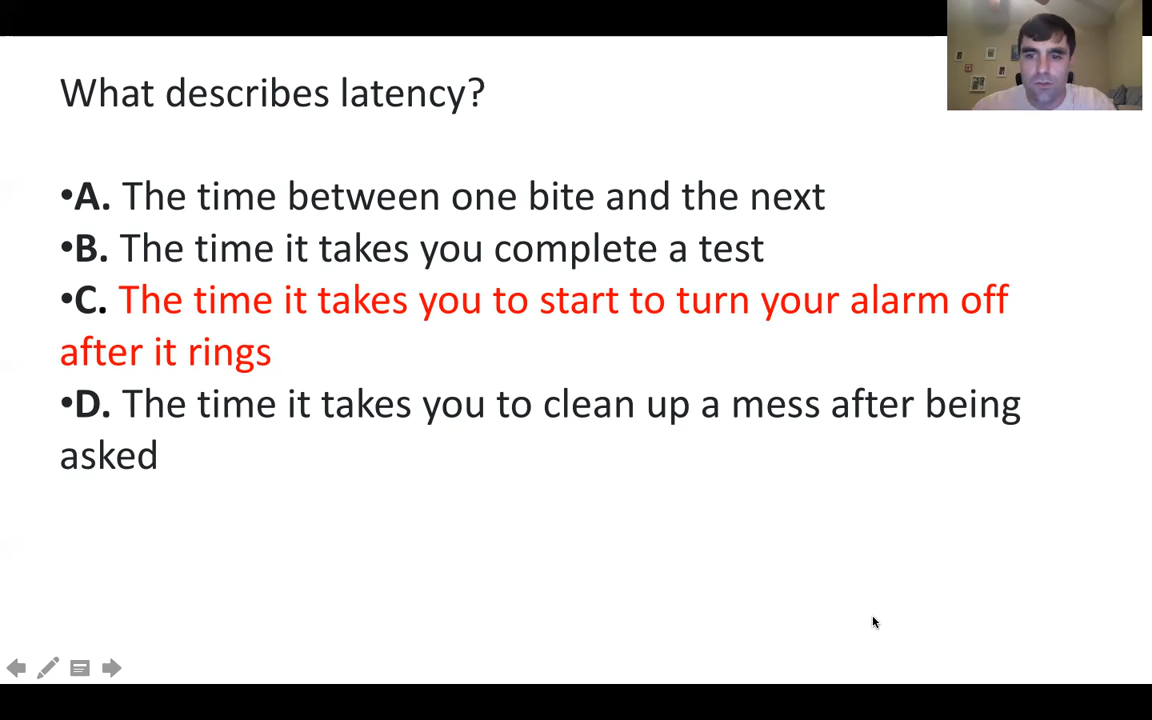 What describes latency?
•A. The time between one bite and the next
•B. The time it takes you complete a test
•C. The time it takes you to start to turn your alarm off
after it rings
•D. The time it takes you to clean up a mess after being
asked